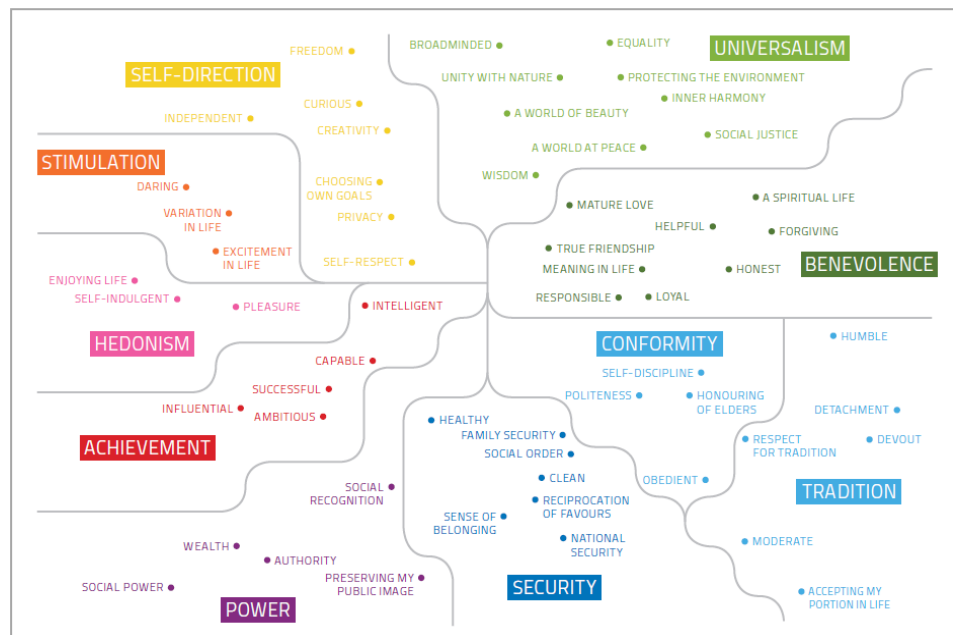 SELF-DIRECTION
FREEDOM
CURIOUS
INDEPENDENT
CREATIVITY
CHOOSING
OWN GOALS
PRIVACY
SELF-RESPECT
UNIVERSALISM
BROADMINDED
EQUALITY
UNITY WITH NATURE
PROTECTING THE ENVIRONMENT
INNER HARMONY
A WORLD OF BEAUTY
SOCIAL JUSTICE
A WORLD AT PEACE
WISDOM
STIMULATION
DARING
VARIATION
IN LIFE
EXCITEMENT
IN LIFE
MATURE LOVE
A SPIRITUAL LIFE
HELPFUL
FORGIVING
TRUE FRIENDSHIP
MEANING IN LIFE
HONEST
BENEVOLENCE
RESPONSIBLE
LOYAL
ENJOYING LIFE
SELF-INDULGENT
PLEASURE
HEDONISM
INTELLIGENT
CAPABLE
SUCCESSFUL
INFLUENTIAL
AMBITIOUS
ACHIEVEMENT
CONFORMITY
SELF-DISCIPLINE
POLITENESS
HONOURING
OF ELDERS
OBEDIENT
HUMBLE
DETACHMENT
RESPECT
FOR TRADITION
DEVOUT
TRADITION
MODERATE
ACCEPTING MY
PORTION IN LIFE
HEALTHY
FAMILY SECURITY
SOCIAL ORDER
CLEAN
RECIPROCATION
OF FAVOURS
SENSE OF
BELONGING
NATIONAL
SECURITY
SECURITY
SOCIAL
RECOGNITION
WEALTH
AUTHORITY
SOCIAL POWER
PRESERVING MY
PUBLIC IMAGE
POWER